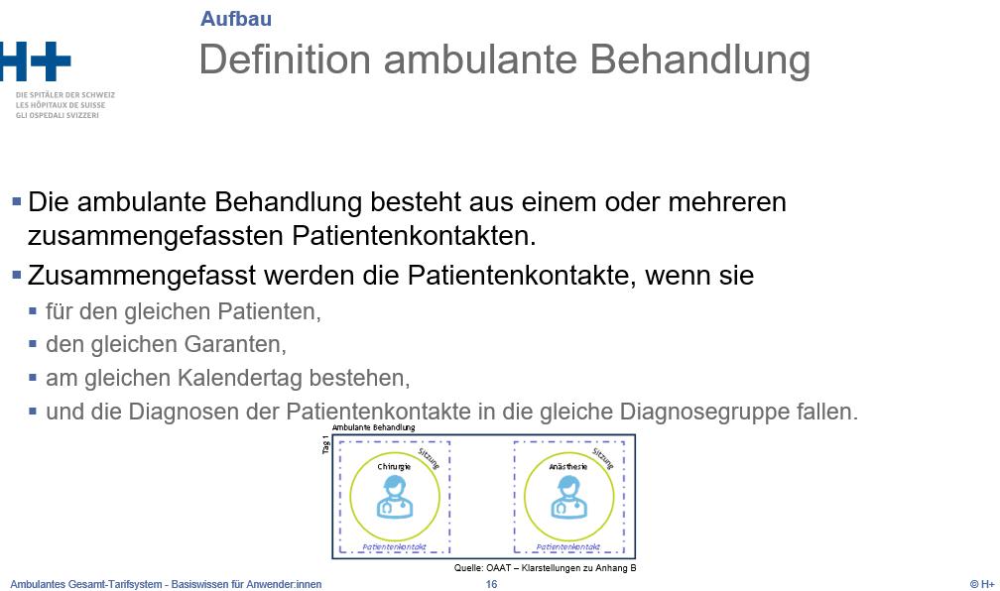 Aufbau
Definition ambulante Behandlung
H+
DIE SPITÄLER DER SCHWEIZ
LES HÔPITAUX DE SUISSE
GLI OSPEDALI SVIZZERI
Die ambulante Behandlung besteht aus einem oder mehreren
zusammengefassten Patientenkontakten.
Zusammengefasst werden die Patientenkontakte, wenn sie
für den gleichen Patienten,
den gleichen Garanten,
am gleichen Kalendertag bestehen,
und die Diagnosen der Patientenkontakte in die gleiche Diagnosegruppe fallen.
Ambulante Behandlung
Tag 1
Sitzung
Chirurgie
Patientenkontakt
Sitzung
Anästhesie
Patientenkontakt
Quelle: OAAT – Klarstellungen zu Anhang B
Ambulantes Gesamt-Tarifsystem - Basiswissen für Anwender:innen
16
© H+